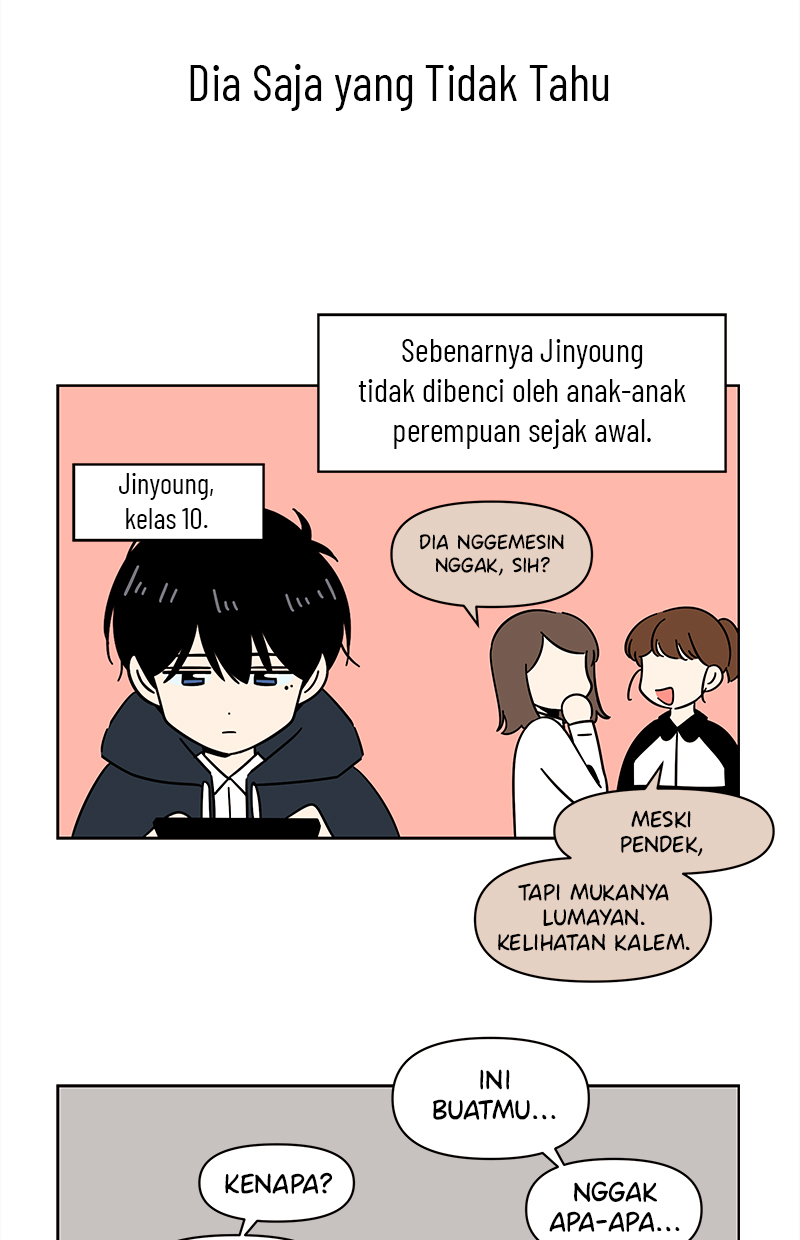 Dia Saja yang Tidak Tahu
Sebenarnya Jinyoung
tidak dibenci oleh anak-anak
perempuan sejak awal.
Jinyoung,
kelas 10.
DIA NGGEMESIN
NGGAK, SIH?
MESKI
PENDEK,
TAPI MUKANYA
LUMAYAN.
KELIHATAN KALEM.
INI
BUATMU...
KENAPA?
NGGAK
APA-APA...